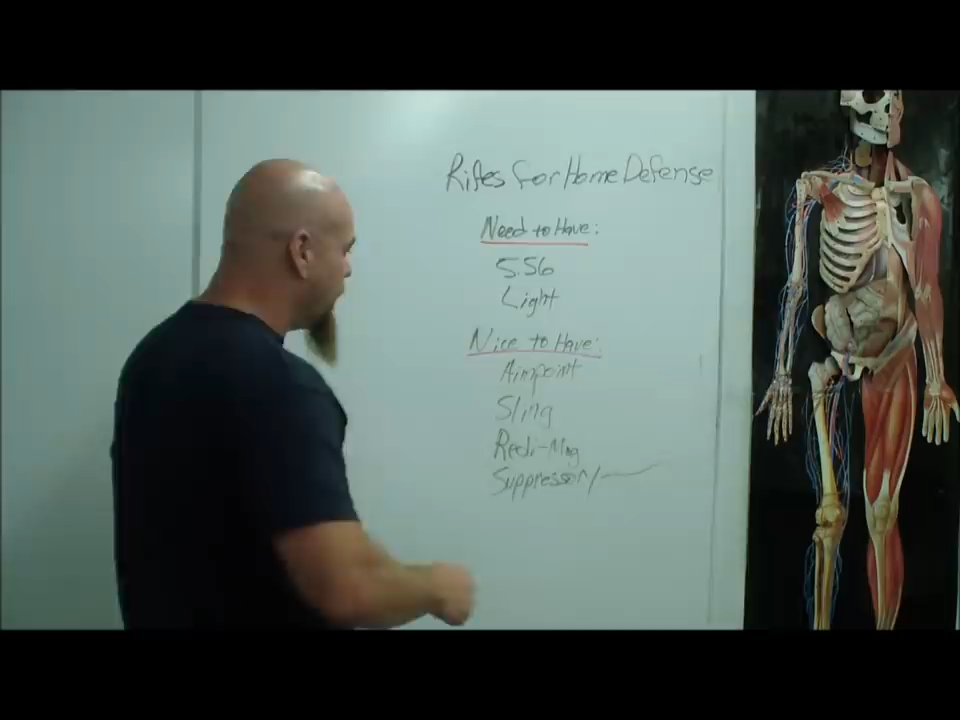 Rifles for Home Defense
Need to Have:
5.56
Light
Nice to Have:
Aimpoint
Sling
Redi-Mag
Suppressor/